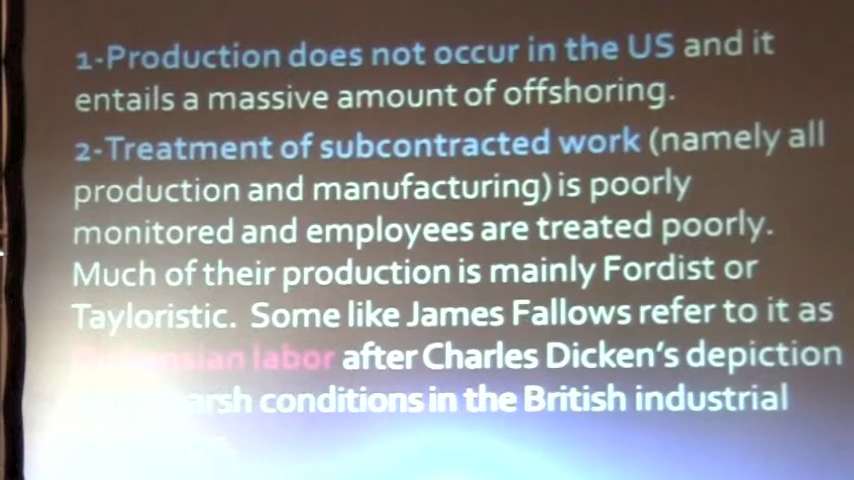 1-Production does not occur in the US and it
entails a massive amount of offshoring.
2-Treatment of subcontracted work (namely all
production and manufacturing) is poorly
monitored and employees are treated poorly.
Much of their production is mainly Fordist or
Tayloristic. Some like James Fallows refer to it as
labor after Charles Dicken's depiction
conditions in the British industrial